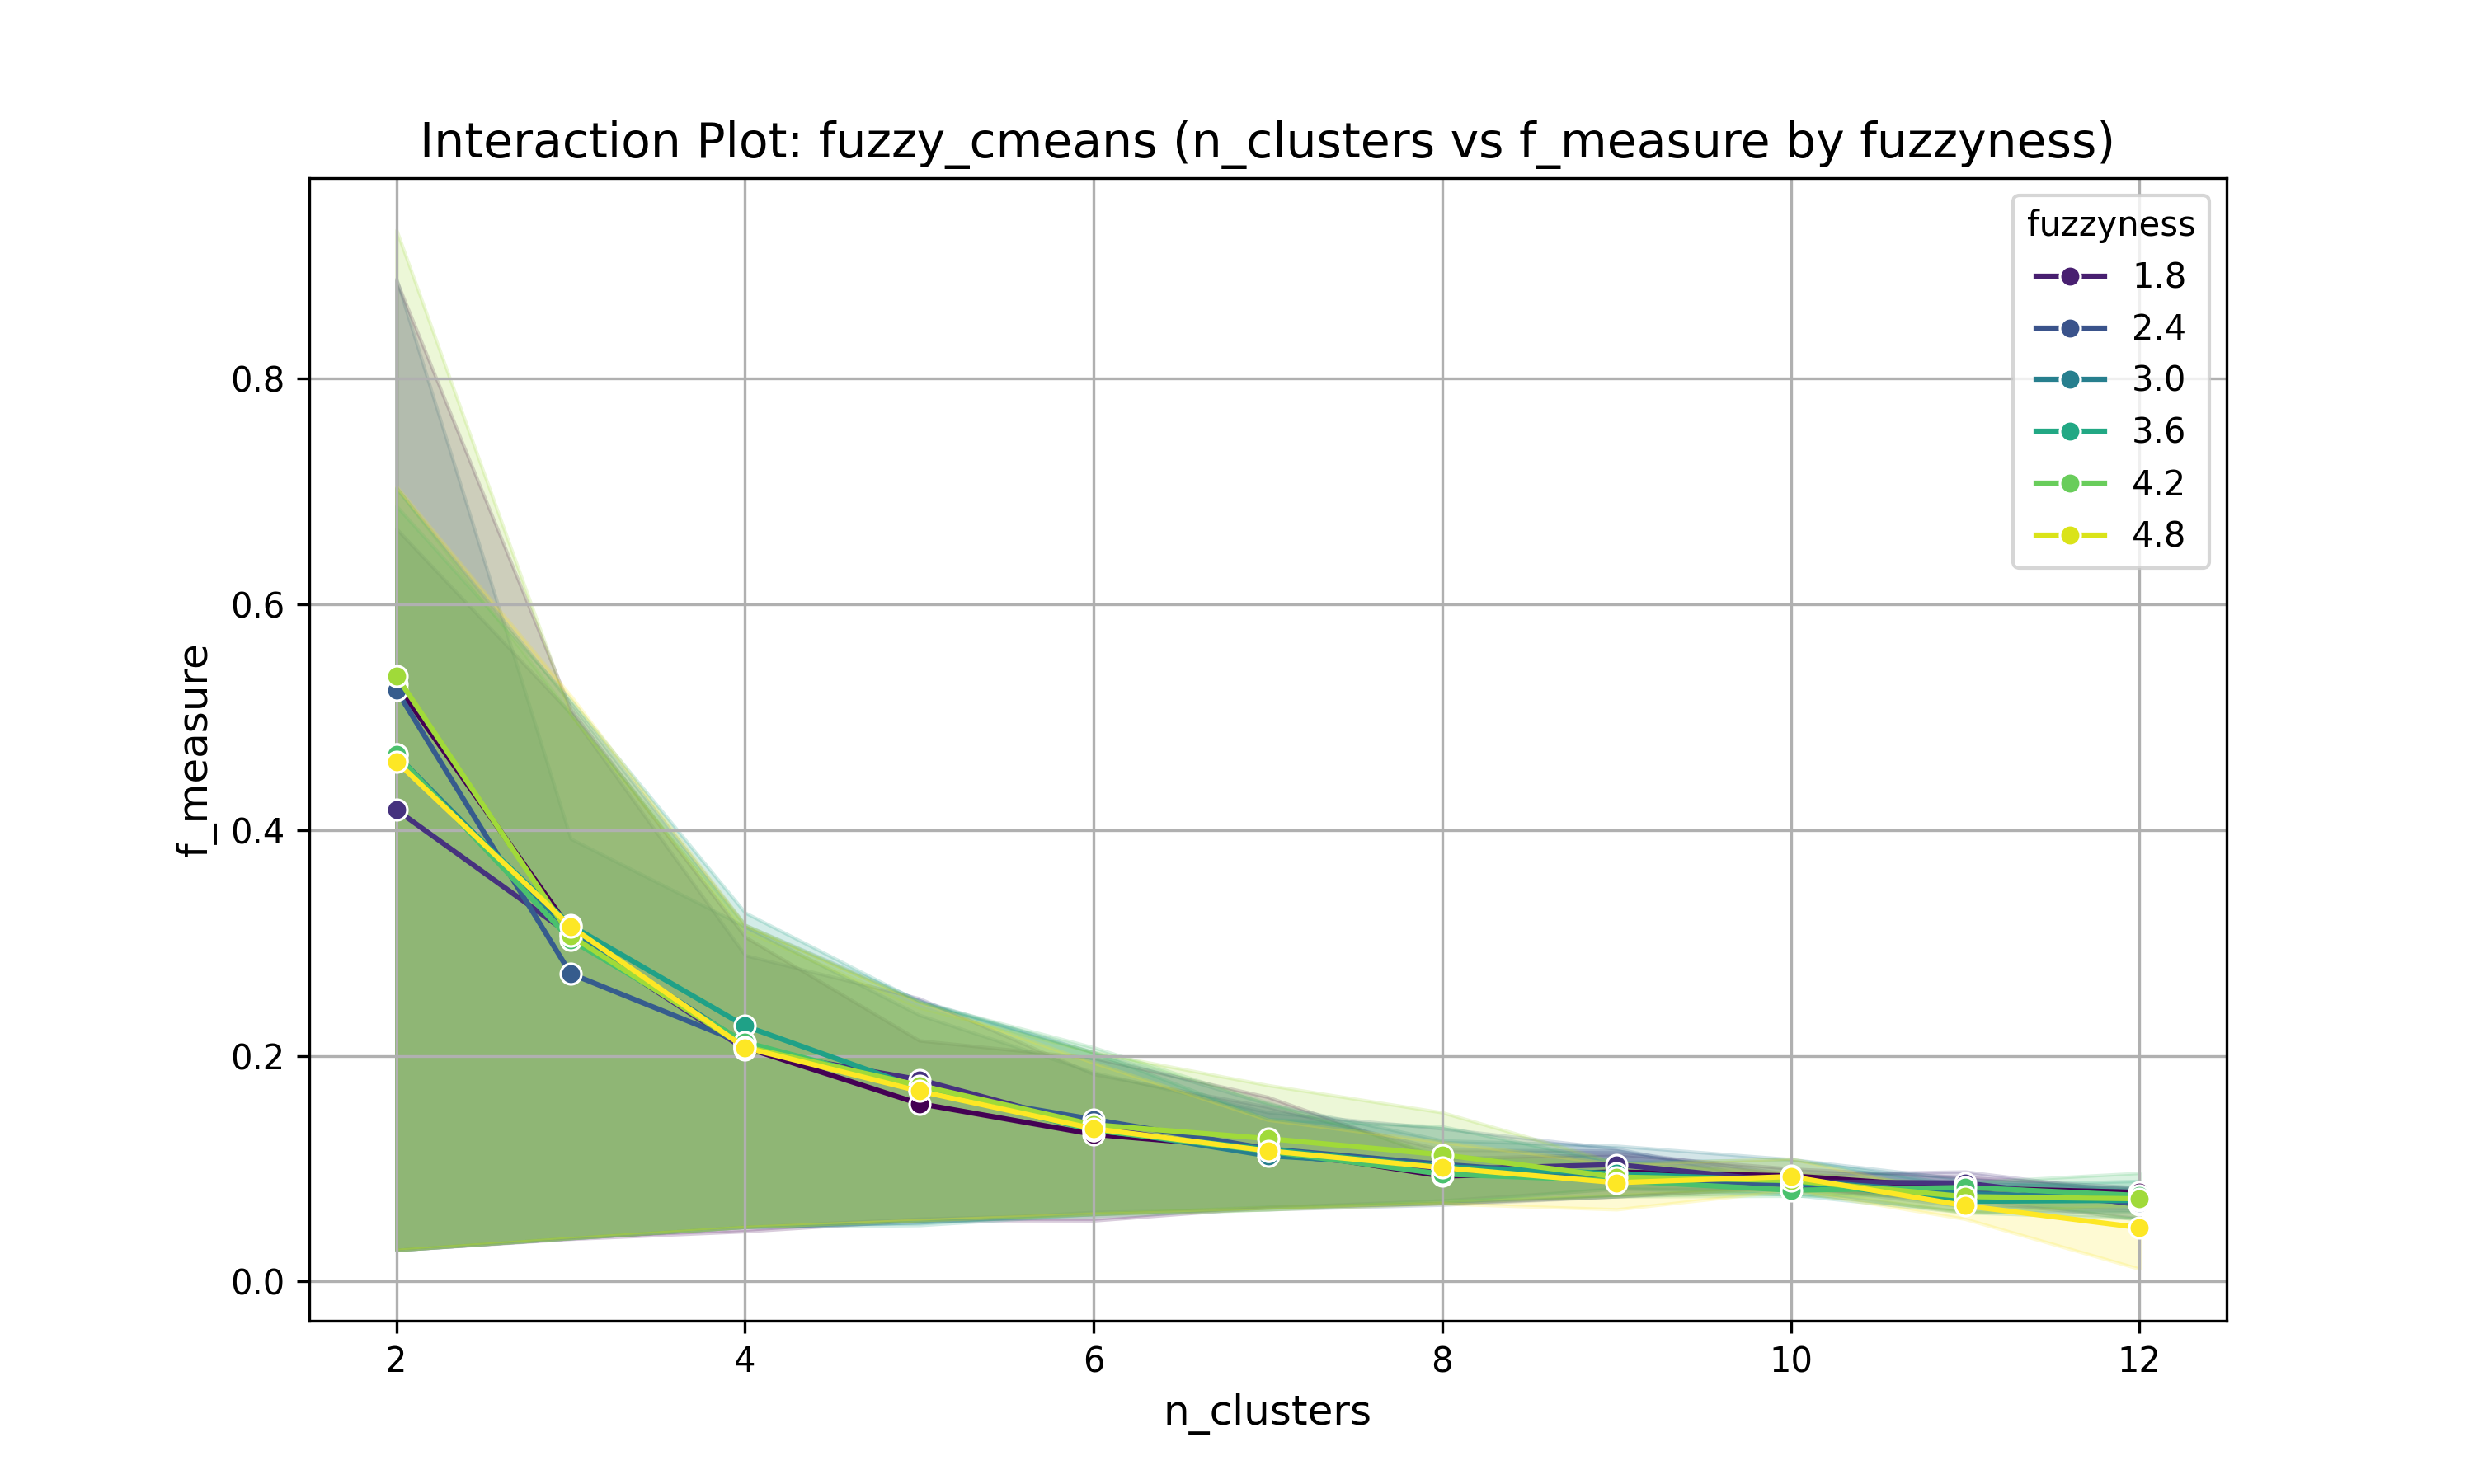 Interaction Plot: fuzzy_cmeans (n_clusters vs f_measure by fuzzyness)
fuzzyness
1.8
2.4
3.0
3.6
4.2
4.8
f_measure
0.8
0.6
0.4
0.2
0.0
2 4 6 8 10 12
n_clusters